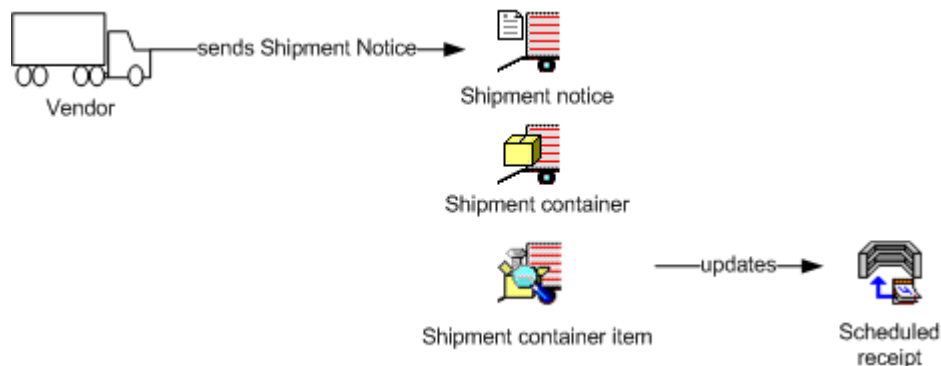 sends Shipment Notice
Vendor
Shipment notice
Shipment container
updates
Shipment container item
Scheduled
receipt